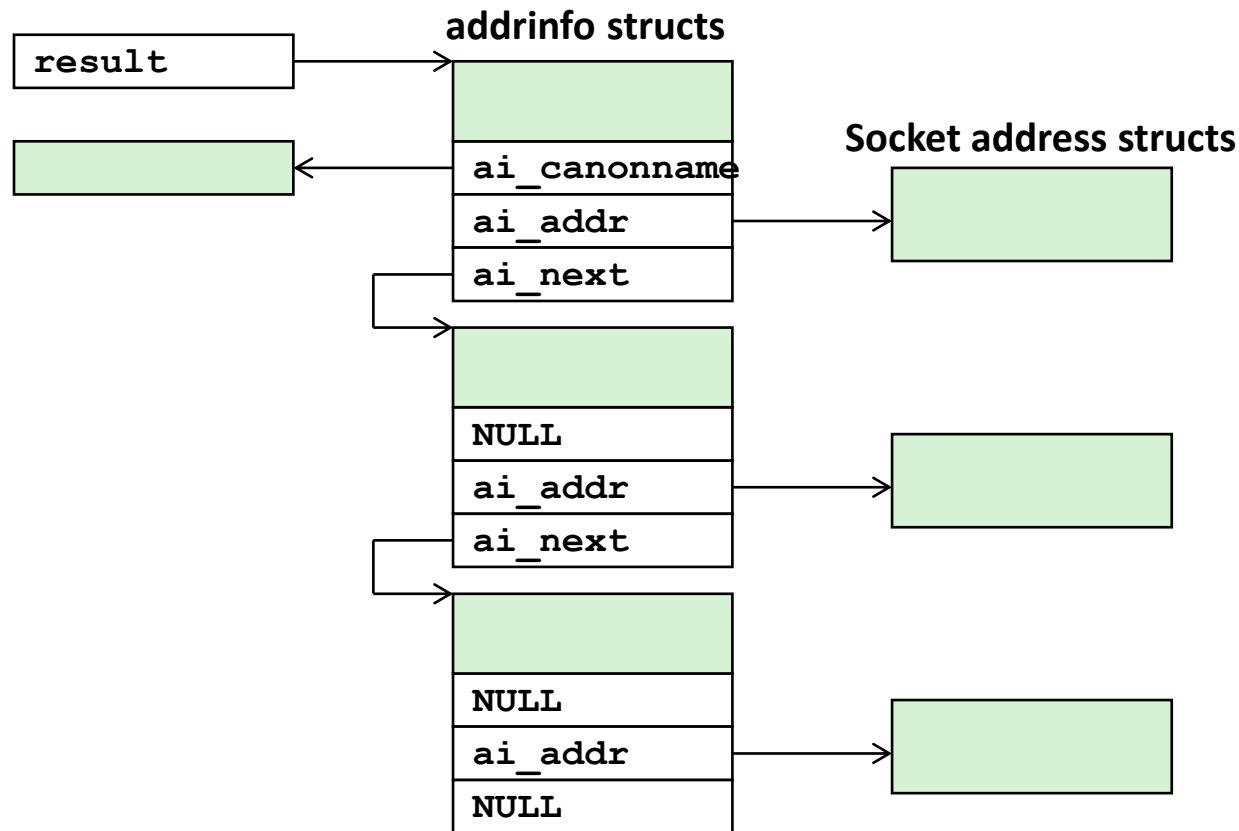 addrinfo structs
result
Socket address structs
ai_canonname
ai_addr
ai_next
NULL
ai_addr
ai_next
NULL
ai_addr
NULL